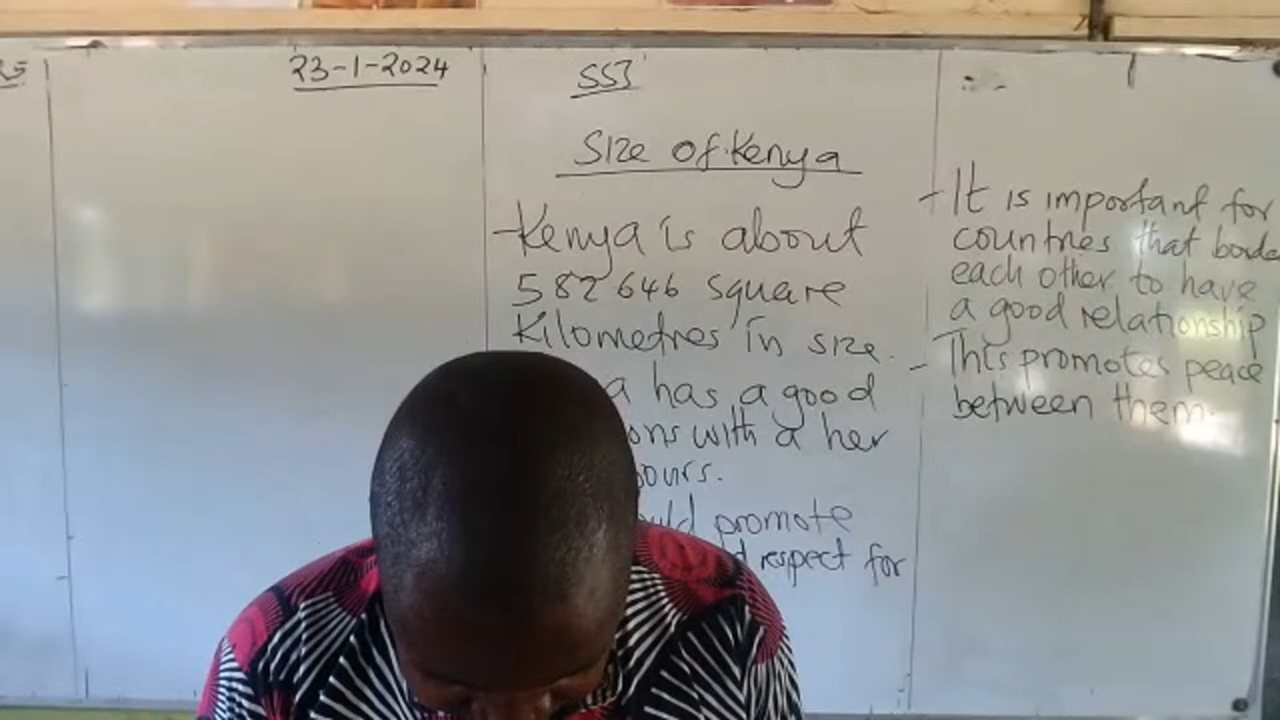 23-1-2024
SST
Size of Kenya
- Kenya is about
582 646 square
Kilometres in size.
has a good
with a her
promote
respect for
- It is important for
countries that
each other to have
a good relationship
- This promotes peace
between them.